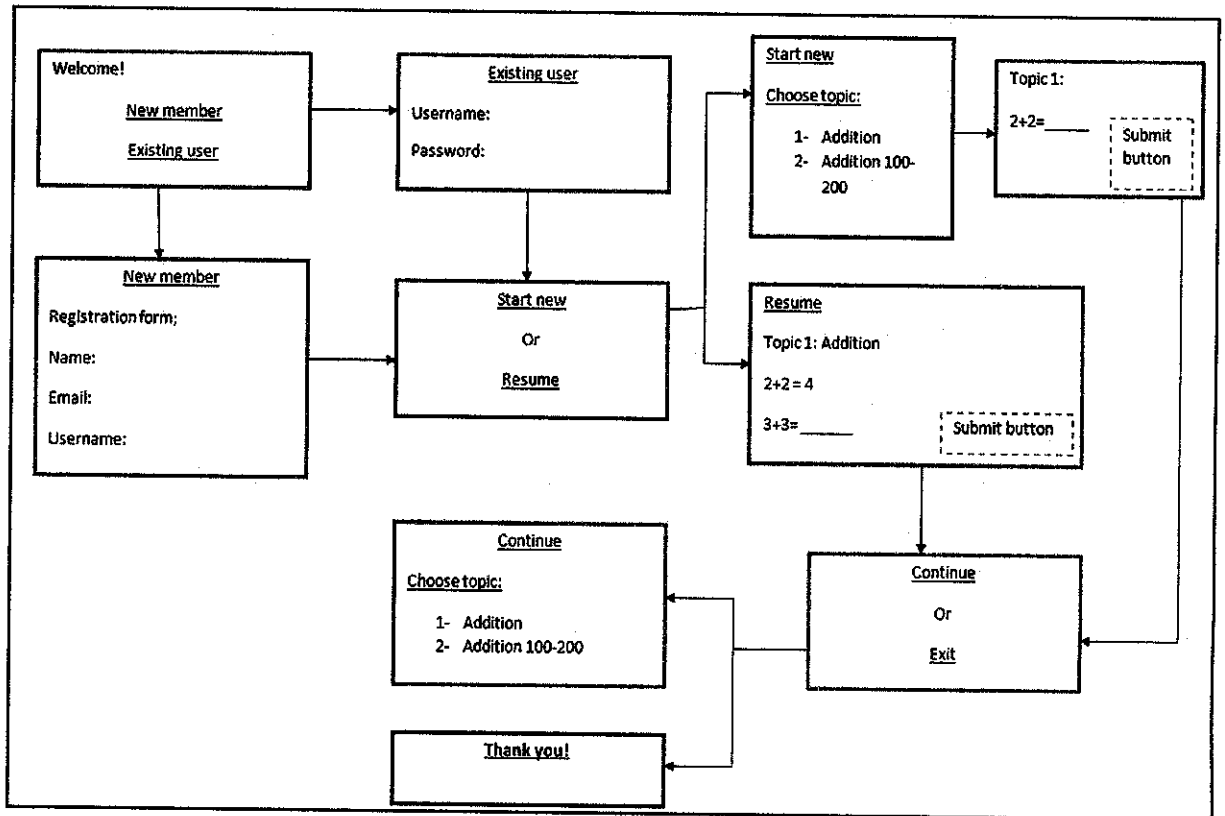 Welcome!
New member
Existing user
Existing user
Username:
Password:
Start new
Choose topic:
1- Addition
2- Addition 100-
200
Topic 1:
2+2=_____
Submit
button
New member
Registration form;
Name:
Email:
Username:
Start new
Or
Resume
Resume
Topic 1: Addition
2+2 = 4
3+3= ______
Submit button
Continue
Choose topic:
1- Addition
2- Addition 100-200
Continue
Or
Exit
Thank you!